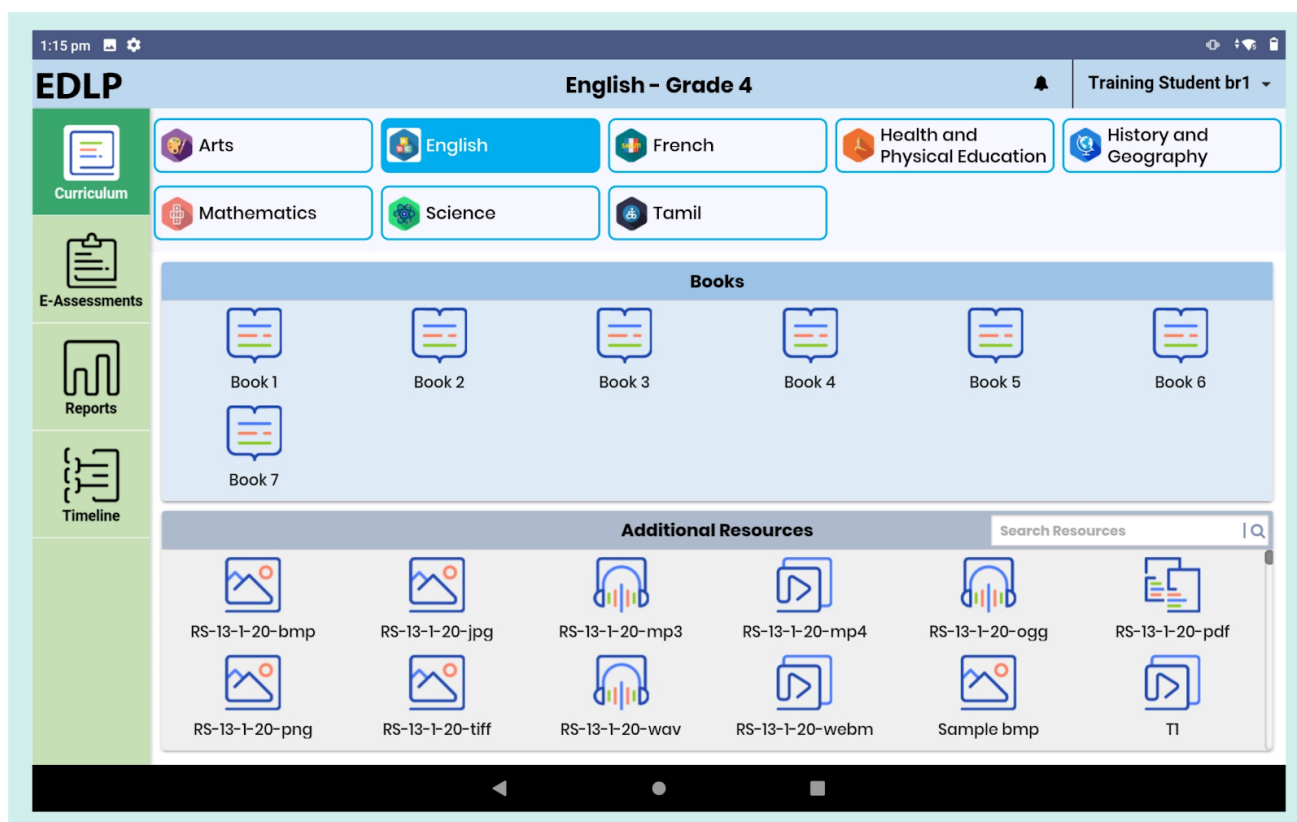 1:15 pm
EDLP
English - Grade 4
Training Student br1
Curriculum
E-Assessments
Reports
Timeline
Arts
English
French
Health and
Physical Education
History and
Geography
Mathematics
Science
Tamil
Books
Book 1
Book 2
Book 3
Book 4
Book 5
Book 6
Book 7
Additional Resources
Search Resources
RS-13-1-20-bmp
RS-13-1-20-jpg
RS-13-1-20-mp3
RS-13-1-20-mp4
RS-13-1-20-ogg
RS-13-1-20-pdf
RS-13-1-20-png
RS-13-1-20-tiff
RS-13-1-20-wav
RS-13-1-20-webm
Sample bmp
T1